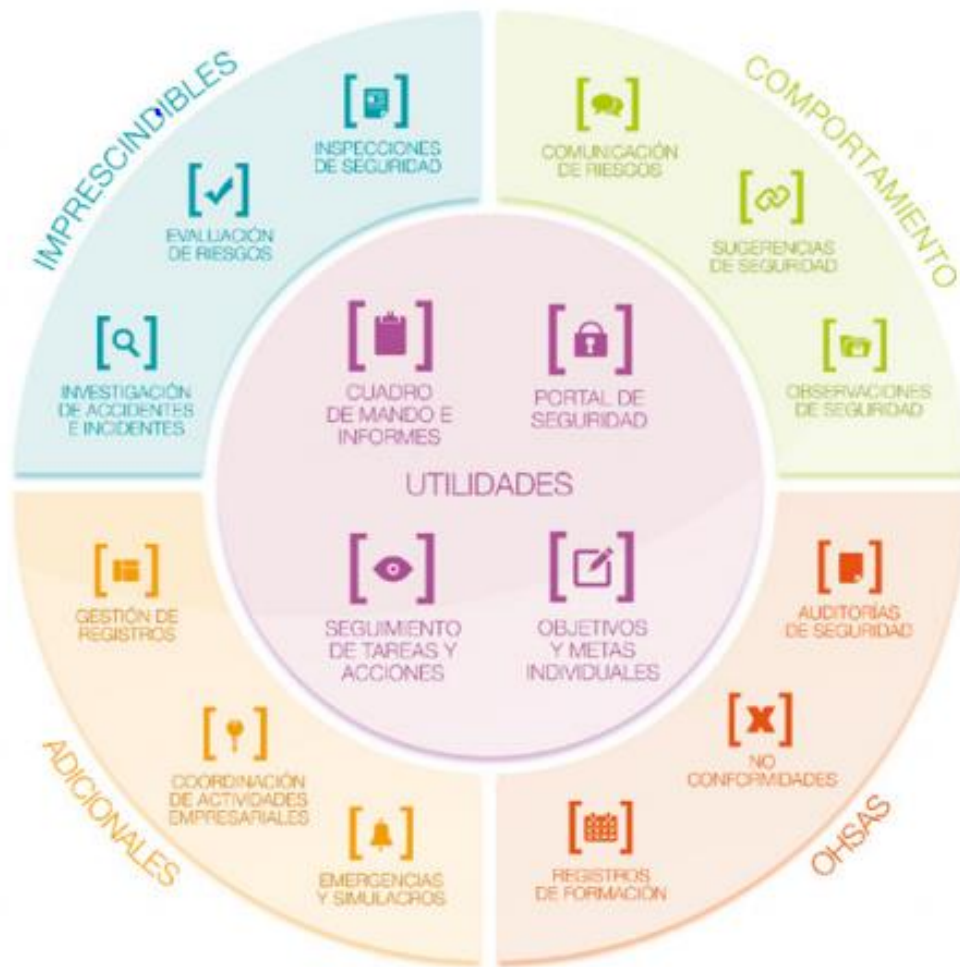 IMPRESCINDIBLES
INSPECCIONES
DE SEGURIDAD
EVALUACIÓN
DE RIESGOS
INVESTIGACIÓN
DE ACCIDENTES
E INCIDENTES
COMPORTAMIENTO
COMUNICACIÓN
DE RIESGOS
SUGERENCIAS
DE SEGURIDAD
OBSERVACIONES
DE SEGURIDAD
CUADRO
DE MANDO E
INFORMES
PORTAL DE
SEGURIDAD
UTILIDADES
SEGUIMIENTO
DE TAREAS Y
ACCIONES
OBJETIVOS
Y METAS
INDIVIDUALES
ADICIONALES
GESTIÓN DE
REGISTROS
COORDINACIÓN
DE ACTIVIDADES
EMPRESARIALES
EMERGENCIAS
Y SIMULACROS
OHSAS
AUDITORÍAS
DE SEGURIDAD
NO
CONFORMIDADES
REGISTROS
DE FORMACIÓN